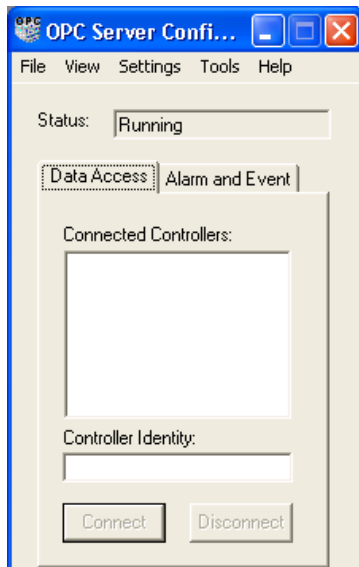 OPC Server Confi...
File View Settings Tools Help
Status: Running
Data Access Alarm and Event
Connected Controllers:
Controller Identity:
Connect Disconnect